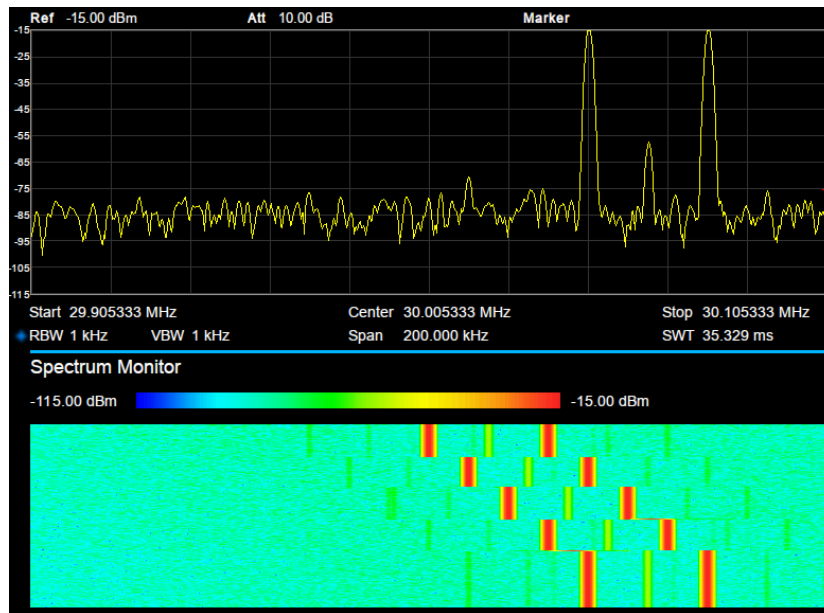 Ref -15.00 dBm Att 10.00 dB Marker
-15
-25
-35
-45
-55
-65
-75
-85
-95
-105
-115
Start 29.905333 MHz Center 30.005333 MHz Stop 30.105333 MHz
RBW 1 kHz VBW 1 kHz Span 200.000 kHz SWT 35.329 ms
Spectrum Monitor
-115.00 dBm -15.00 dBm